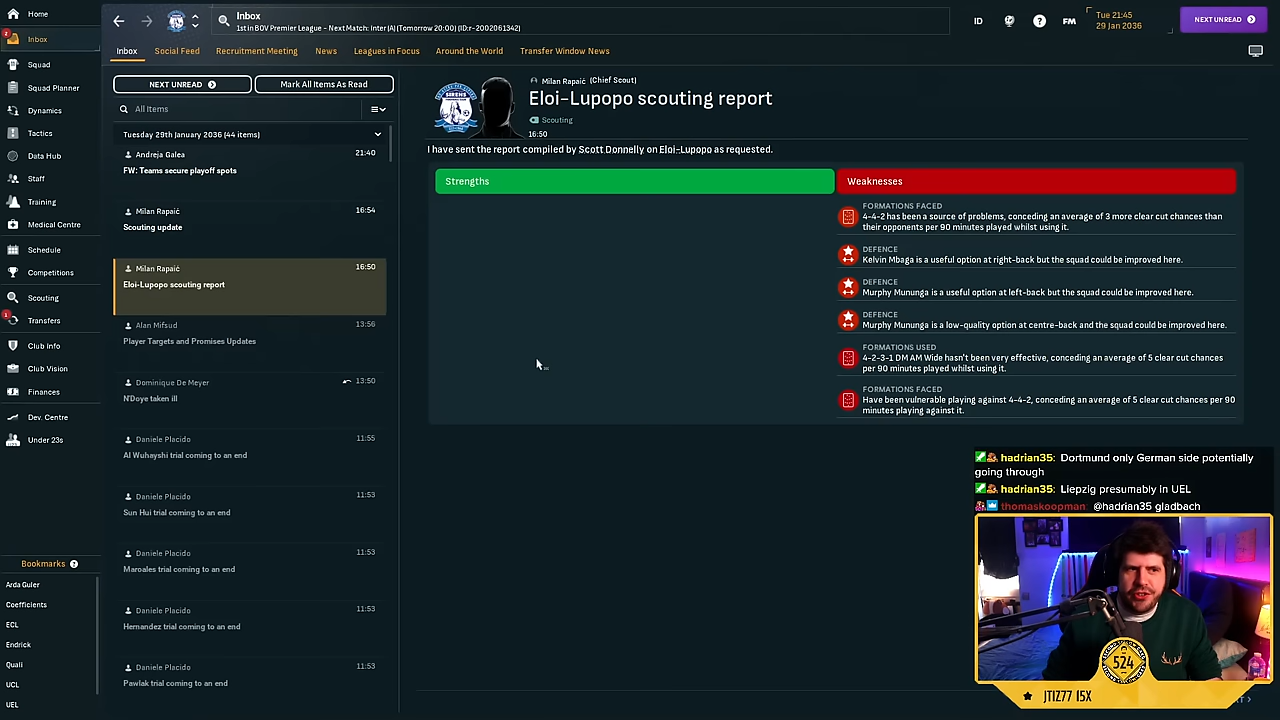 Home
Inbox
1st in BOV Premier League - Next Match: Inter (A) (Tomorrow 20:00) (ID:r-2002061342)
ID
FM
Tue 21:45
29 Jan 2036
NEXT UNREAD
2
Inbox
Inbox
Social Feed
Recruitment Meeting
News
Leagues in Focus
Around the World
Transfer Window News
Squad
Squad Planner
Dynamics
Tactics
Data Hub
Staff
Training
Medical Centre
Schedule
Competitions
Scouting
1
Transfers
Club Info
Club Vision
Finances
Dev. Centre
Under 23s
Bookmarks
Arda Guler
Coefficients
ECL
Endrick
Quali
UCL
UEL
NEXT UNREAD
Mark All Items As Read
All Items
Tuesday 29th January 2036 (44 items)
Andreja Galea
21:40
FW: Teams secure playoff spots
Milan Rapaić
16:54
Scouting update
Milan Rapaić
16:50
Eloi-Lupopo scouting report
Alan Mifsud
13:56
Player Targets and Promises Updates
Dominique De Meyer
13:50
N'Doye taken ill
Daniele Placido
11:55
Al Wuhayshi trial coming to an end
Daniele Placido
11:53
Sun Hui trial coming to an end
Daniele Placido
11:53
Maroales trial coming to an end
Daniele Placido
11:53
Hernandez trial coming to an end
Daniele Placido
11:53
Pawlak trial coming to an end
SIRENS
Milan Rapaić (Chief Scout)
Eloi-Lupopo scouting report
Scouting
16:50
I have sent the report compiled by Scott Donnelly on Eloi-Lupopo as requested.
Strengths
Weaknesses
FORMATIONS FACED
4-4-2 has been a source of problems, conceding an average of 3 more clear cut chances than
their opponents per 90 minutes played whilst using it.
DEFENCE
Kelvin Mbaga is a useful option at right-back but the squad could be improved here.
DEFENCE
Murphy Mununga is a useful option at left-back but the squad could be improved here.
DEFENCE
Murphy Mununga is a low-quality option at centre-back and the squad could be improved here.
FORMATIONS USED
4-2-3-1 DM AM Wide hasn't been very effective, conceding an average of 5 clear cut chances
per 90 minutes played whilst using it.
FORMATIONS FACED
Have been vulnerable playing against 4-4-2, conceding an average of 5 clear cut chances per 90
minutes playing against it.
hadrian35: Dortmund only German side potentially
going through
hadrian35: Liepzig presumably in UEL
thomaskoopman: @hadrian35 gladbach
524
JTIZ77 15X